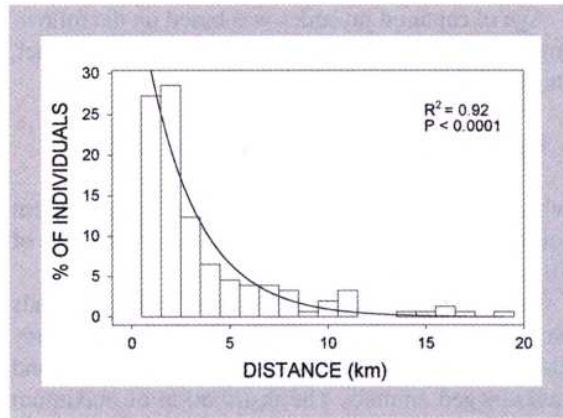 30
25
20
15
10
5
0
% OF INDIVIDUALS
R² = 0.92
P < 0.0001
0 5 10 15 20
DISTANCE (km)